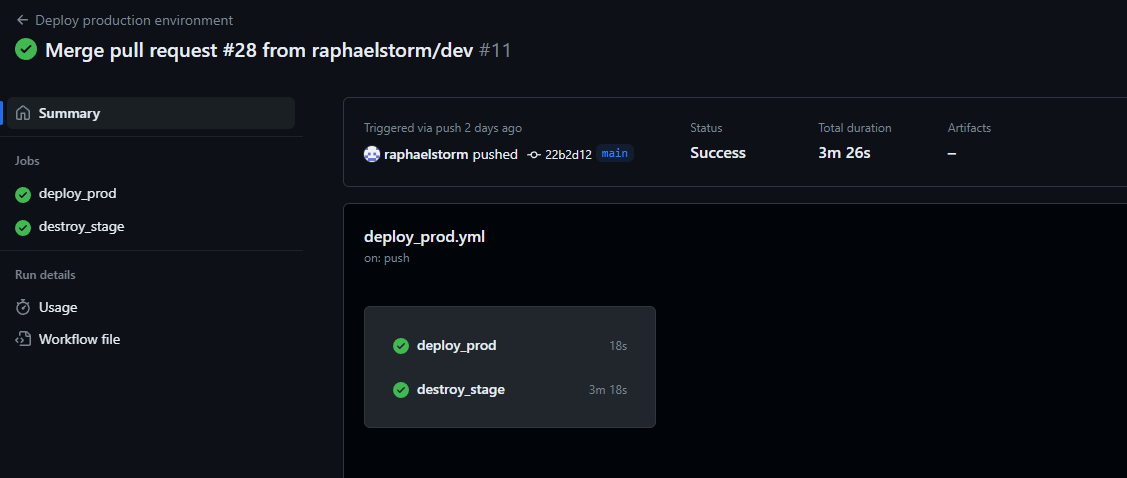 Deploy production environment
Merge pull request #28 from raphaelstorm/dev #11
Summary
Jobs
deploy_prod
destroy_stage
Run details
Usage
Workflow file
Triggered via push 2 days ago
raphaelstorm pushed 22b2d12 main
Status
Success
Total duration
3m 26s
Artifacts
–
deploy_prod.yml
on: push
deploy_prod 18s
destroy_stage 3m 18s